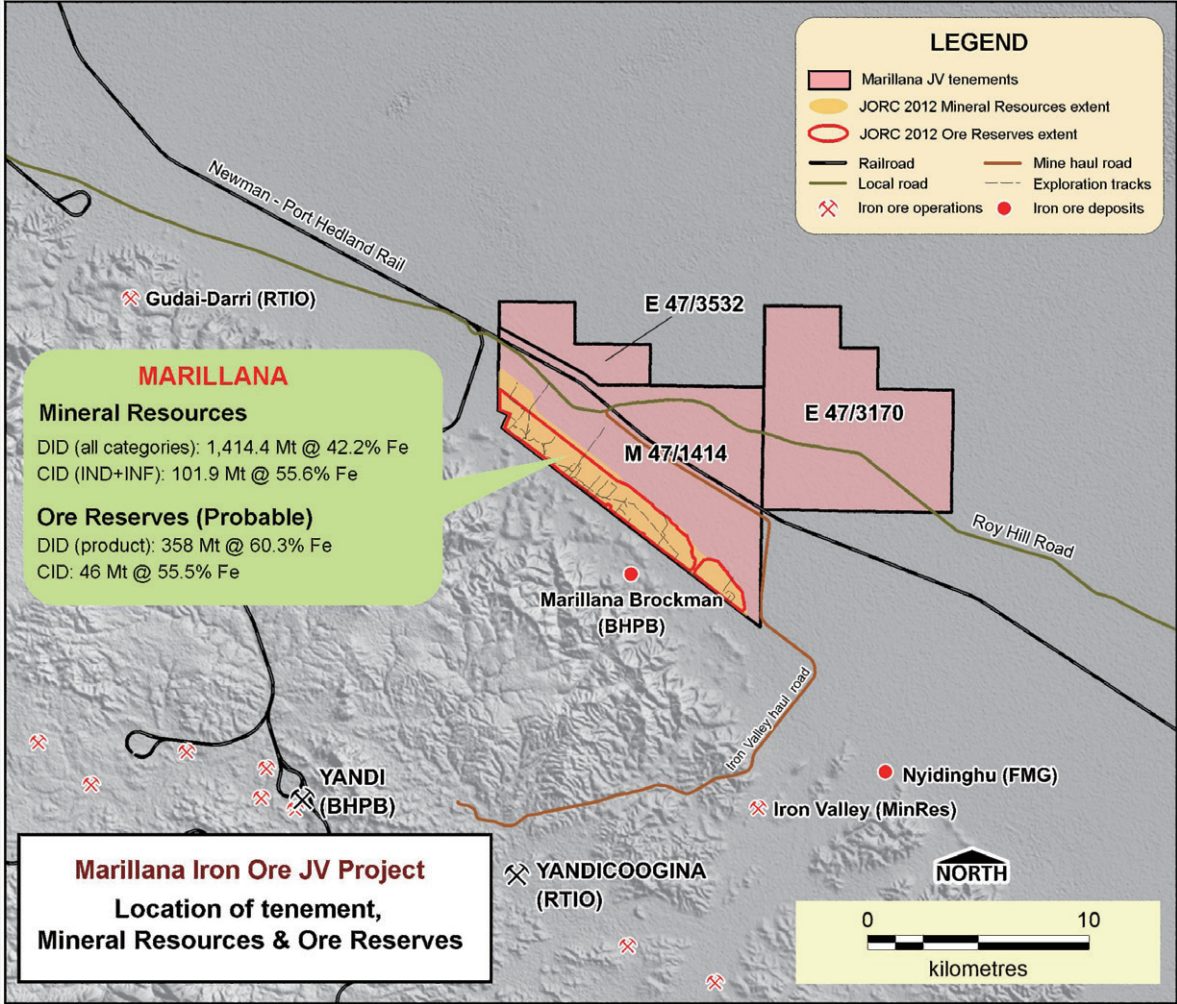 LEGEND
Marillana JV tenements
JORC 2012 Mineral Resources extent
JORC 2012 Ore Reserves extent
Railroad
Mine haul road
Local road
Exploration tracks
Iron ore operations
Iron ore deposits
Newman - Port Hedland Rail
Gudai-Darri (RTIO)
E 47/3532
E 47/3170
M 47/1414
MARILLANA
Mineral Resources
DID (all categories): 1,414.4 Mt @ 42.2% Fe
CID (IND+INF): 101.9 Mt @ 55.6% Fe
Ore Reserves (Probable)
DID (product): 358 Mt @ 60.3% Fe
CID: 46 Mt @ 55.5% Fe
Roy Hill Road
Marillana Brockman
(BHPB)
Iron Valley haul road
YANDI
(BHPB)
Nyidinghu (FMG)
Iron Valley (MinRes)
YANDICOOGINA
(RTIO)
NORTH
Marillana Iron Ore JV Project
Location of tenement,
Mineral Resources & Ore Reserves
0 10
kilometres